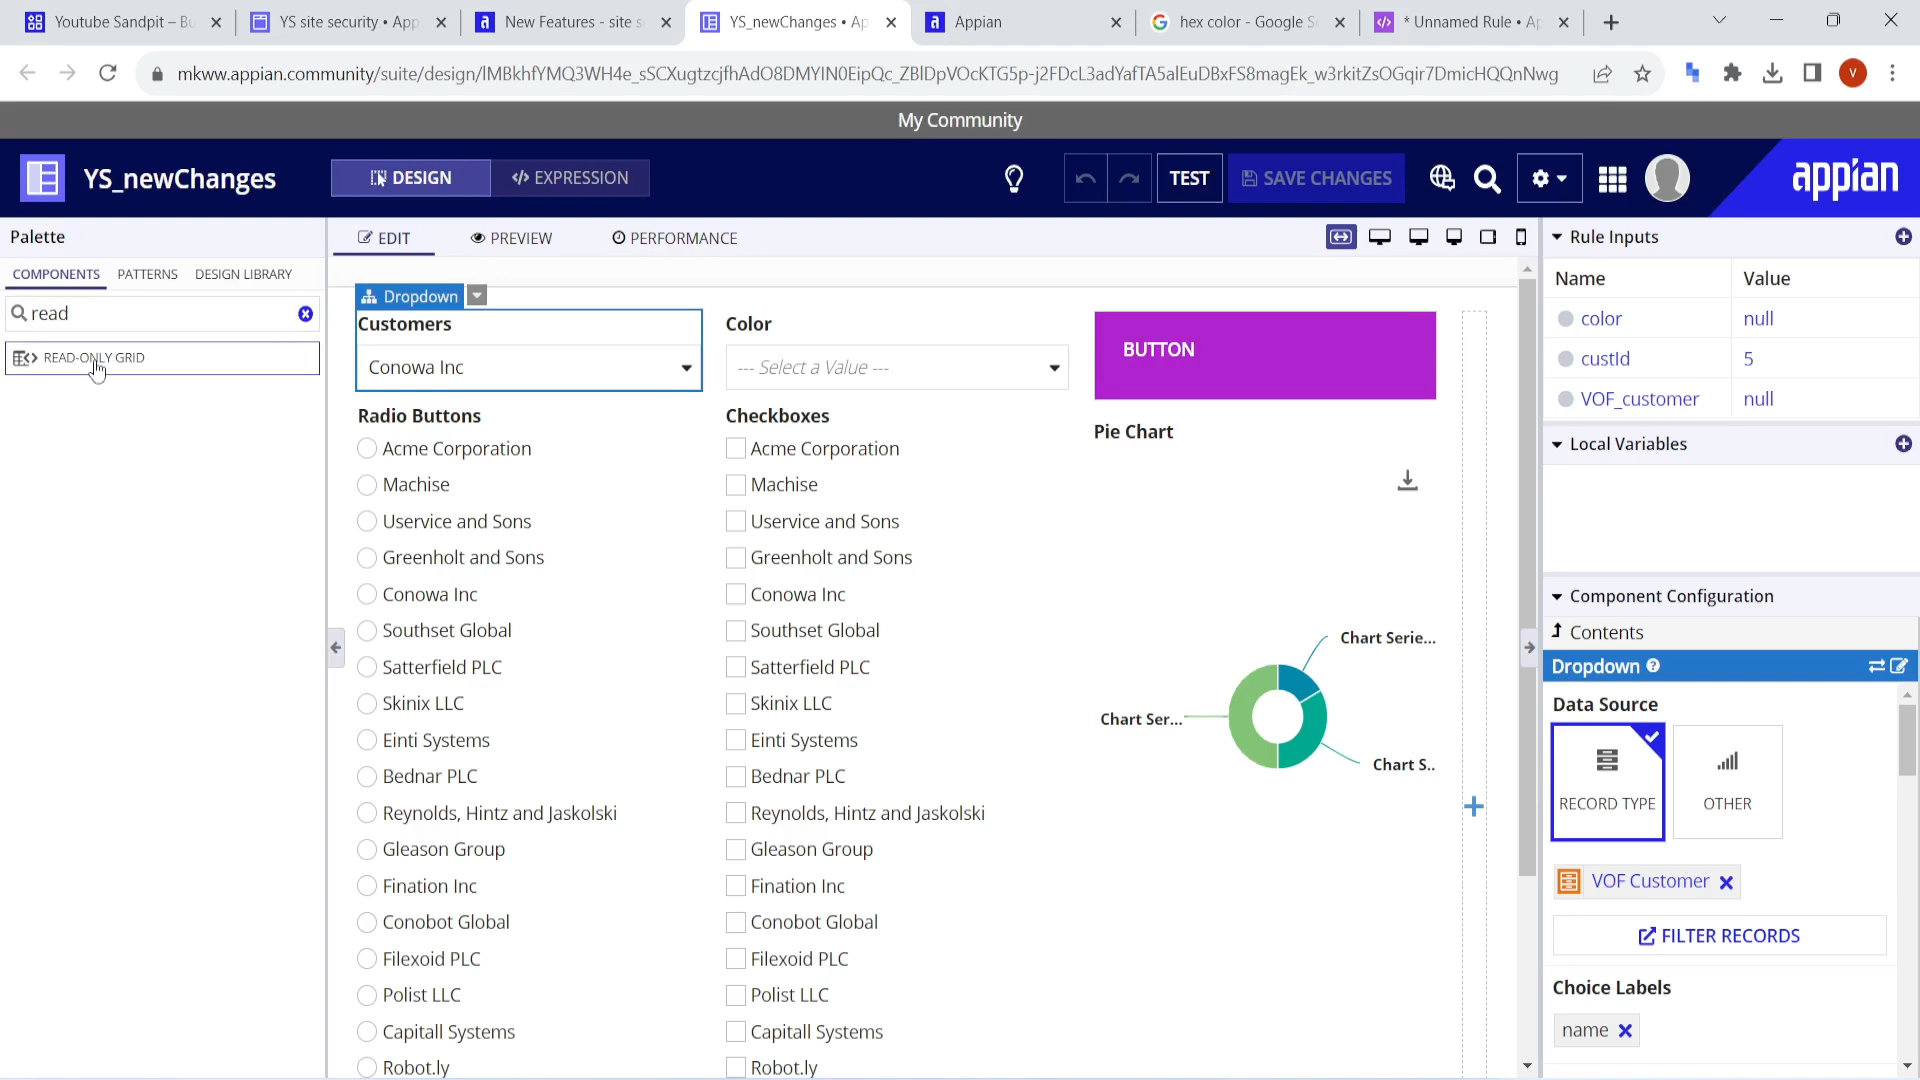 Youtube Sandpit – Bu
YS site security • App
New Features - site s
YS_newChanges • Ap
Appian
hex color - Google S
* Unnamed Rule • Ap
mkww.appian.community/suite/design/lMBkhfYMQ3WH4e_sSCXugtzcjfhAdO8DMYIN0EipQc_ZBlDpVOcKTG5p-j2FDcL3adYafTA5alEuDBxFS8magEk_w3rkitZsOGqir7DmicHQQnNwg
V
My Community
YS_newChanges
DESIGN
EXPRESSION
TEST
SAVE CHANGES
appian
Palette
COMPONENTS
PATTERNS
DESIGN LIBRARY
read
READ-ONLY GRID
EDIT
PREVIEW
PERFORMANCE
Dropdown
Customers
Conowa Inc
Color
--- Select a Value ---
BUTTON
Radio Buttons
Acme Corporation
Machise
Uservice and Sons
Greenholt and Sons
Conowa Inc
Southset Global
Satterfield PLC
Skinix LLC
Einti Systems
Bednar PLC
Reynolds, Hintz and Jaskolski
Gleason Group
Fination Inc
Conobot Global
Filexoid PLC
Polist LLC
Capitall Systems
Robot.ly
Checkboxes
Acme Corporation
Machise
Uservice and Sons
Greenholt and Sons
Conowa Inc
Southset Global
Satterfield PLC
Skinix LLC
Einti Systems
Bednar PLC
Reynolds, Hintz and Jaskolski
Gleason Group
Fination Inc
Conobot Global
Filexoid PLC
Polist LLC
Capitall Systems
Robot.ly
Pie Chart
Chart Serie...
Chart Ser...
Chart S..
Rule Inputs
Name Value
color null
custId 5
VOF_customer null
Local Variables
Component Configuration
Contents
Dropdown
Data Source
RECORD TYPE
OTHER
VOF Customer
FILTER RECORDS
Choice Labels
name